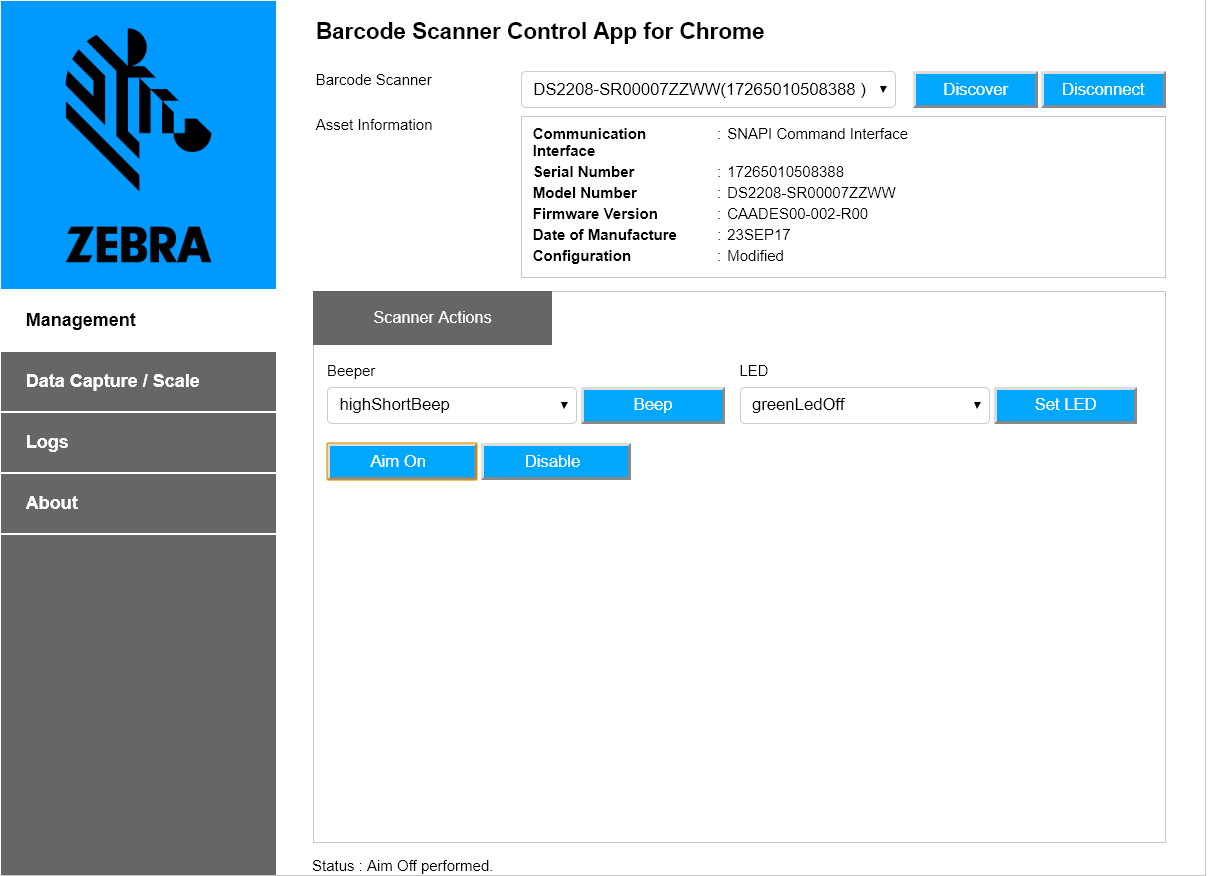 ZEBRA
Management
Data Capture / Scale
Logs
About
Barcode Scanner Control App for Chrome
Barcode Scanner
DS2208-SR00007ZZWW(17265010508388 )
Discover
Disconnect
Asset Information
Communication Interface : SNAPI Command Interface
Serial Number : 17265010508388
Model Number : DS2208-SR00007ZZWW
Firmware Version : CAADES00-002-R00
Date of Manufacture : 23SEP17
Configuration : Modified
Scanner Actions
Beeper
highShortBeep
Beep
LED
greenLedOff
Set LED
Aim On
Disable
Status : Aim Off performed.